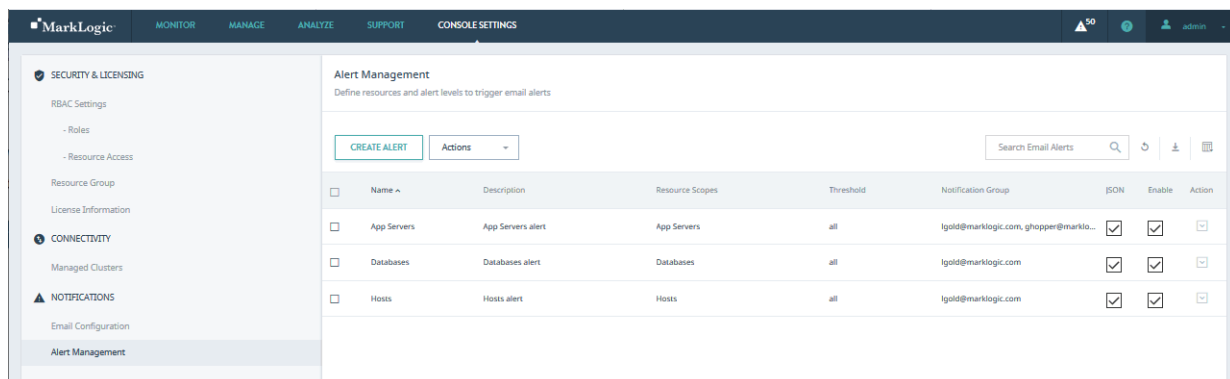 MarkLogic MONITOR MANAGE ANALYZE SUPPORT CONSOLE SETTINGS 50 ? admin
SECURITY & LICENSING
RBAC Settings
- Roles
- Resource Access
Resource Group
License Information
CONNECTIVITY
Managed Clusters
NOTIFICATIONS
Email Configuration
Alert Management
Alert Management
Define resources and alert levels to trigger email alerts
CREATE ALERT Actions Search Email Alerts
Name Description Resource Scopes Threshold Notification Group JSON Enable Action
App Servers App Servers alert App Servers all lgold@marklogic.com, ghopper@marklo...
Databases Databases alert Databases all lgold@marklogic.com
Hosts Hosts alert Hosts all lgold@marklogic.com